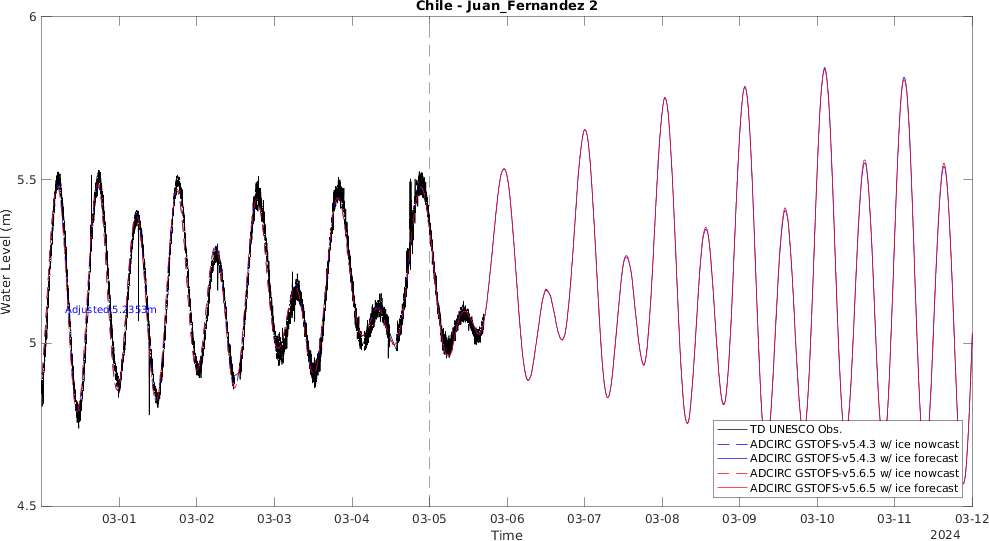 Chile - Juan_Fernandez 2
6
5.5
5
4.5
Water Level (m)
Adjusted 5.2353m
TD UNESCO Obs.
ADCIRC GSTOFS-v5.4.3 w/ ice nowcast
ADCIRC GSTOFS-v5.4.3 w/ ice forecast
ADCIRC GSTOFS-v5.6.5 w/ ice nowcast
ADCIRC GSTOFS-v5.6.5 w/ ice forecast
03-01 03-02 03-03 03-04 03-05 03-06 03-07 03-08 03-09 03-10 03-11 03-12
Time
2024